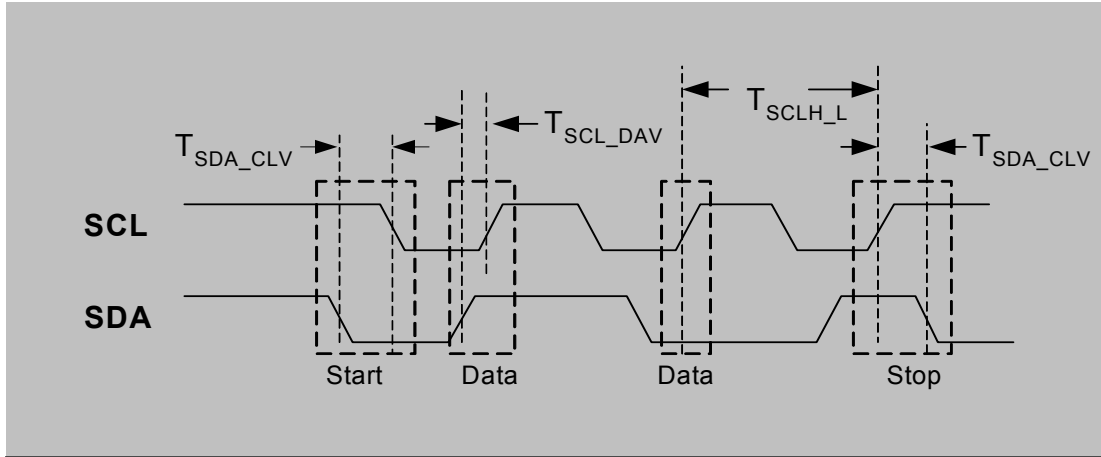 T_SDA_CLV
T_SCL_DAV
T_SCLH_L
T_SDA_CLV
SCL
SDA
Start
Data
Data
Stop